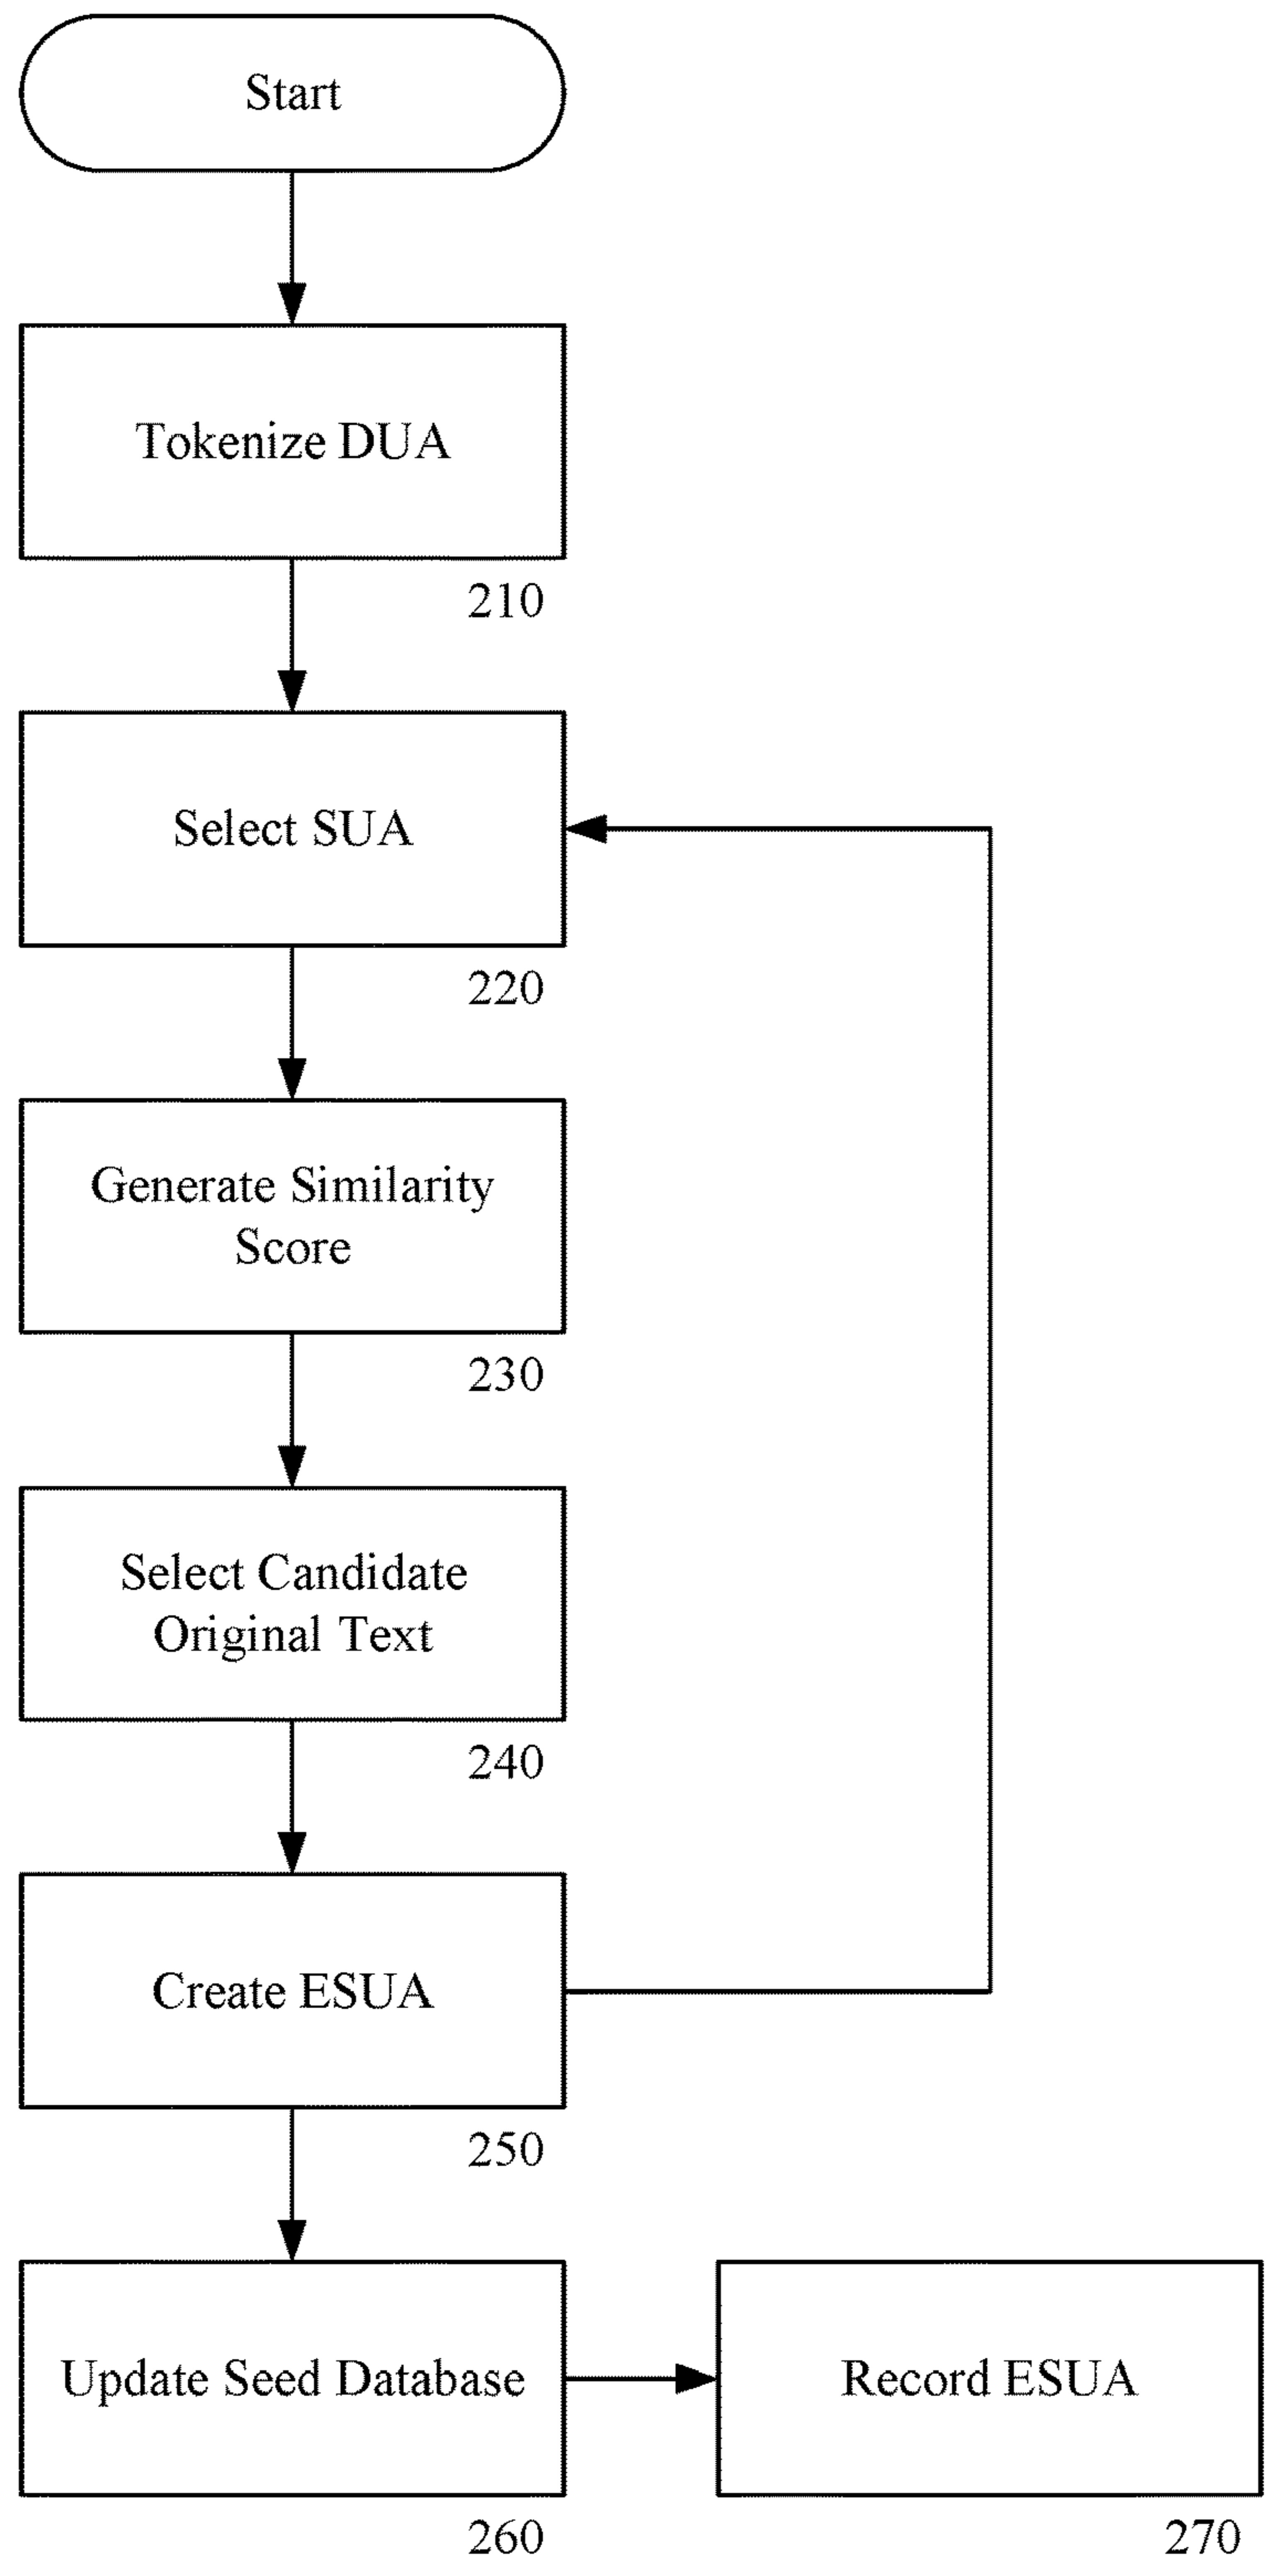 Start
Tokenize DUA
210
Select SUA
220
Generate Similarity
Score
230
Select Candidate
Original Text
240
Create ESUA
250
Update Seed Database
260
Record ESUA
270